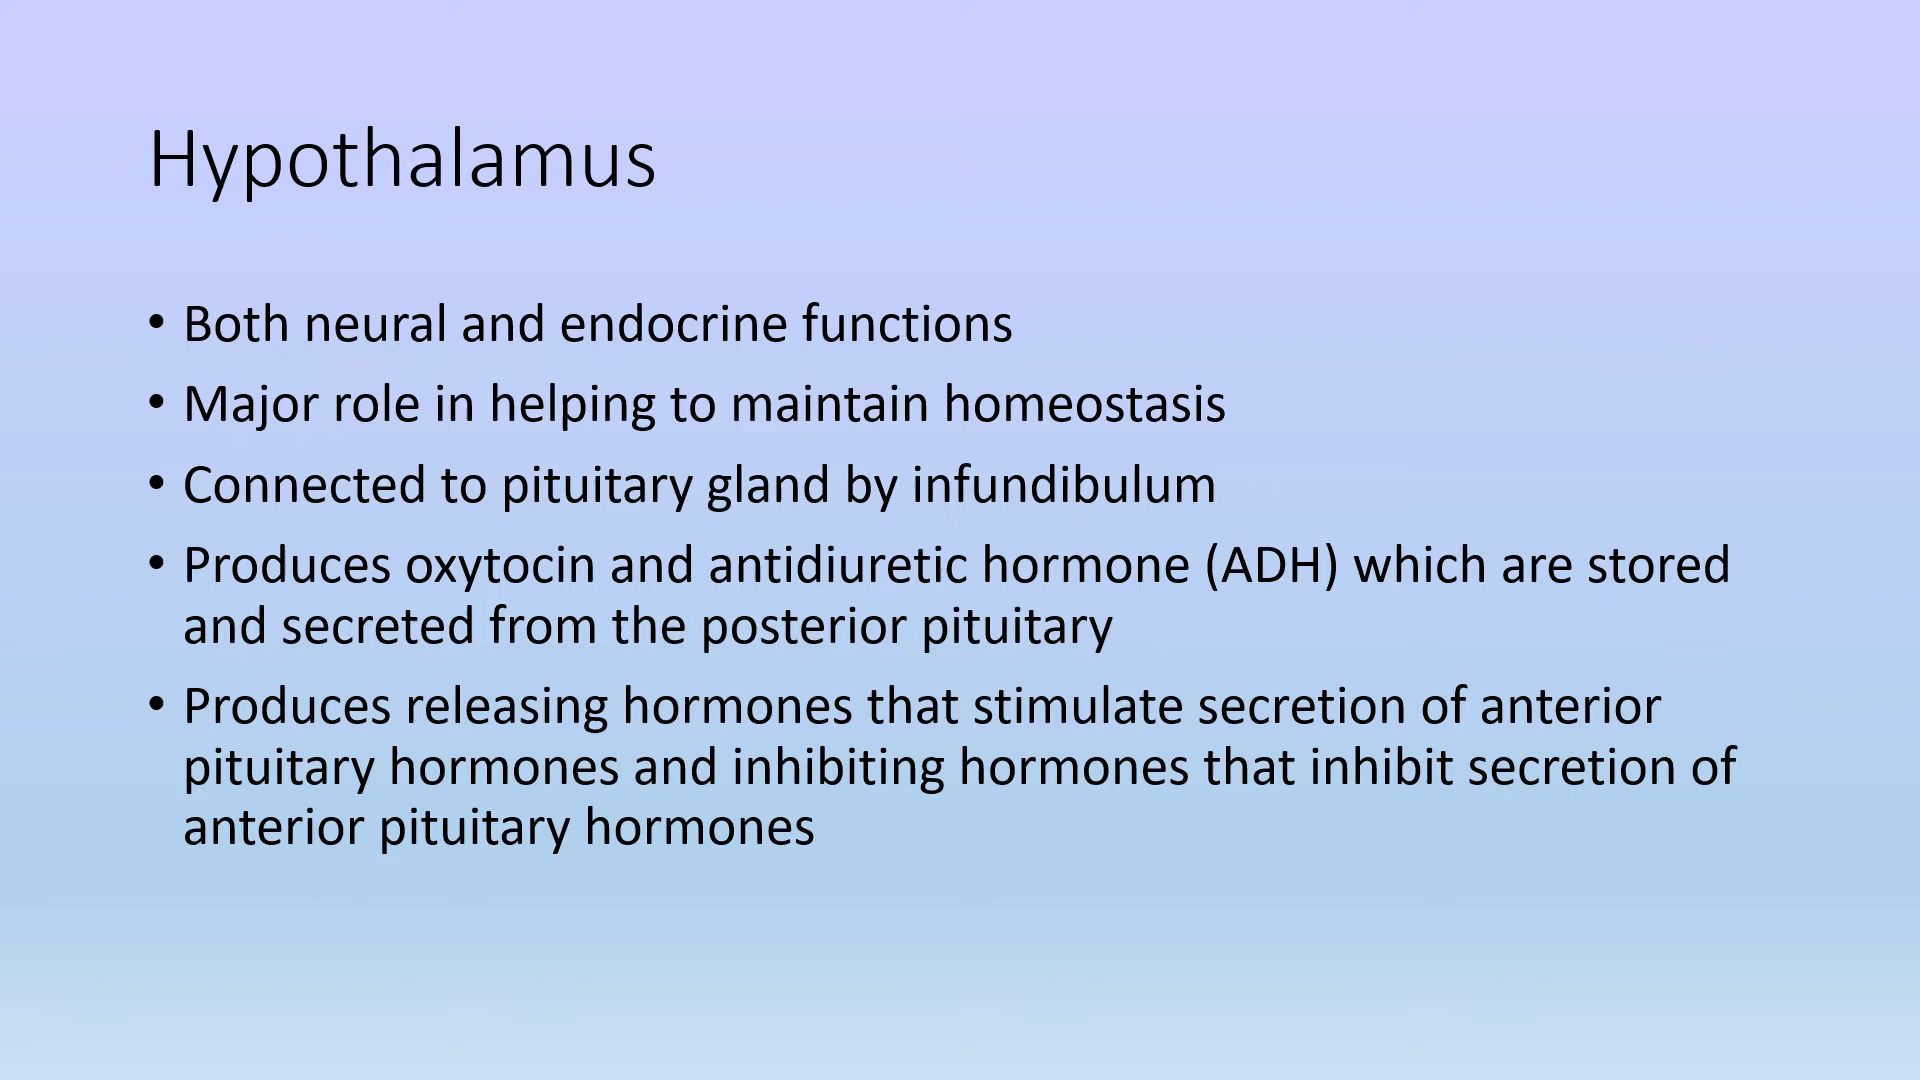 Hypothalamus
• Both neural and endocrine functions
• Major role in helping to maintain homeostasis
• Connected to pituitary gland by infundibulum
• Produces oxytocin and antidiuretic hormone (ADH) which are stored
and secreted from the posterior pituitary
• Produces releasing hormones that stimulate secretion of anterior
pituitary hormones and inhibiting hormones that inhibit secretion of
anterior pituitary hormones